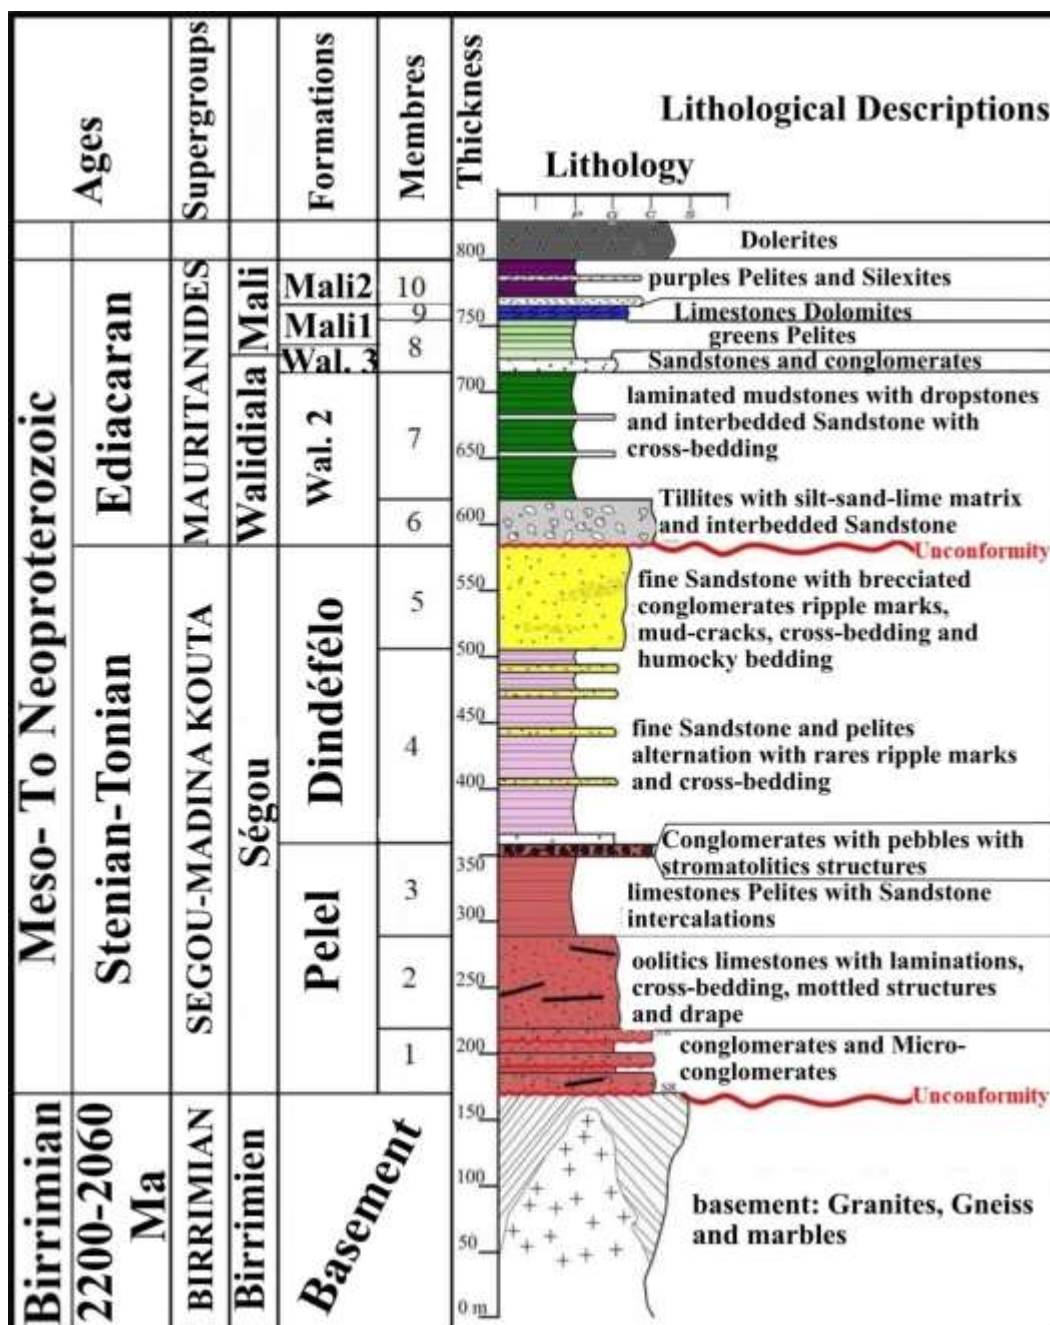 Ages
Supergroups
Formations
Membres
Thickness
Lithological Descriptions
Lithology
P G C S
Meso- To Neoproterozoic
Birrimian
Ediacaran
Stenian-Tonian
2200-2060
Ma
MAURITANIDES
SEGOU-MADINA KOUTA
BIRRIMIAN
Mali
Walidiala
Ségou
Birrimien
Mali2
Mali1
Wal. 3
Wal. 2
Dindéfélo
Pelel
Basement
10
9
8
7
6
5
4
3
2
1
800
750
700
650
600
550
500
450
400
350
300
250
200
150
100
50
0 m
Dolerites
purples Pelites and Silexites
Limestones Dolomites
greens Pelites
Sandstones and conglomerates
laminated mudstones with dropstones
and interbedded Sandstone with
cross-bedding
Tillites with silt-sand-lime matrix
and interbedded Sandstone
Unconformity
fine Sandstone with brecciated
conglomerates ripple marks,
mud-cracks, cross-bedding and
humocky bedding
fine Sandstone and pelites
alternation with rares ripple marks
and cross-bedding
Conglomerates with pebbles with
stromatolitics structures
limestones Pelites with Sandstone
intercalations
oolitics limestones with laminations,
cross-bedding, mottled structures
and drape
conglomerates and Micro-
conglomerates
SR
Unconformity
basement: Granites, Gneiss
and marbles